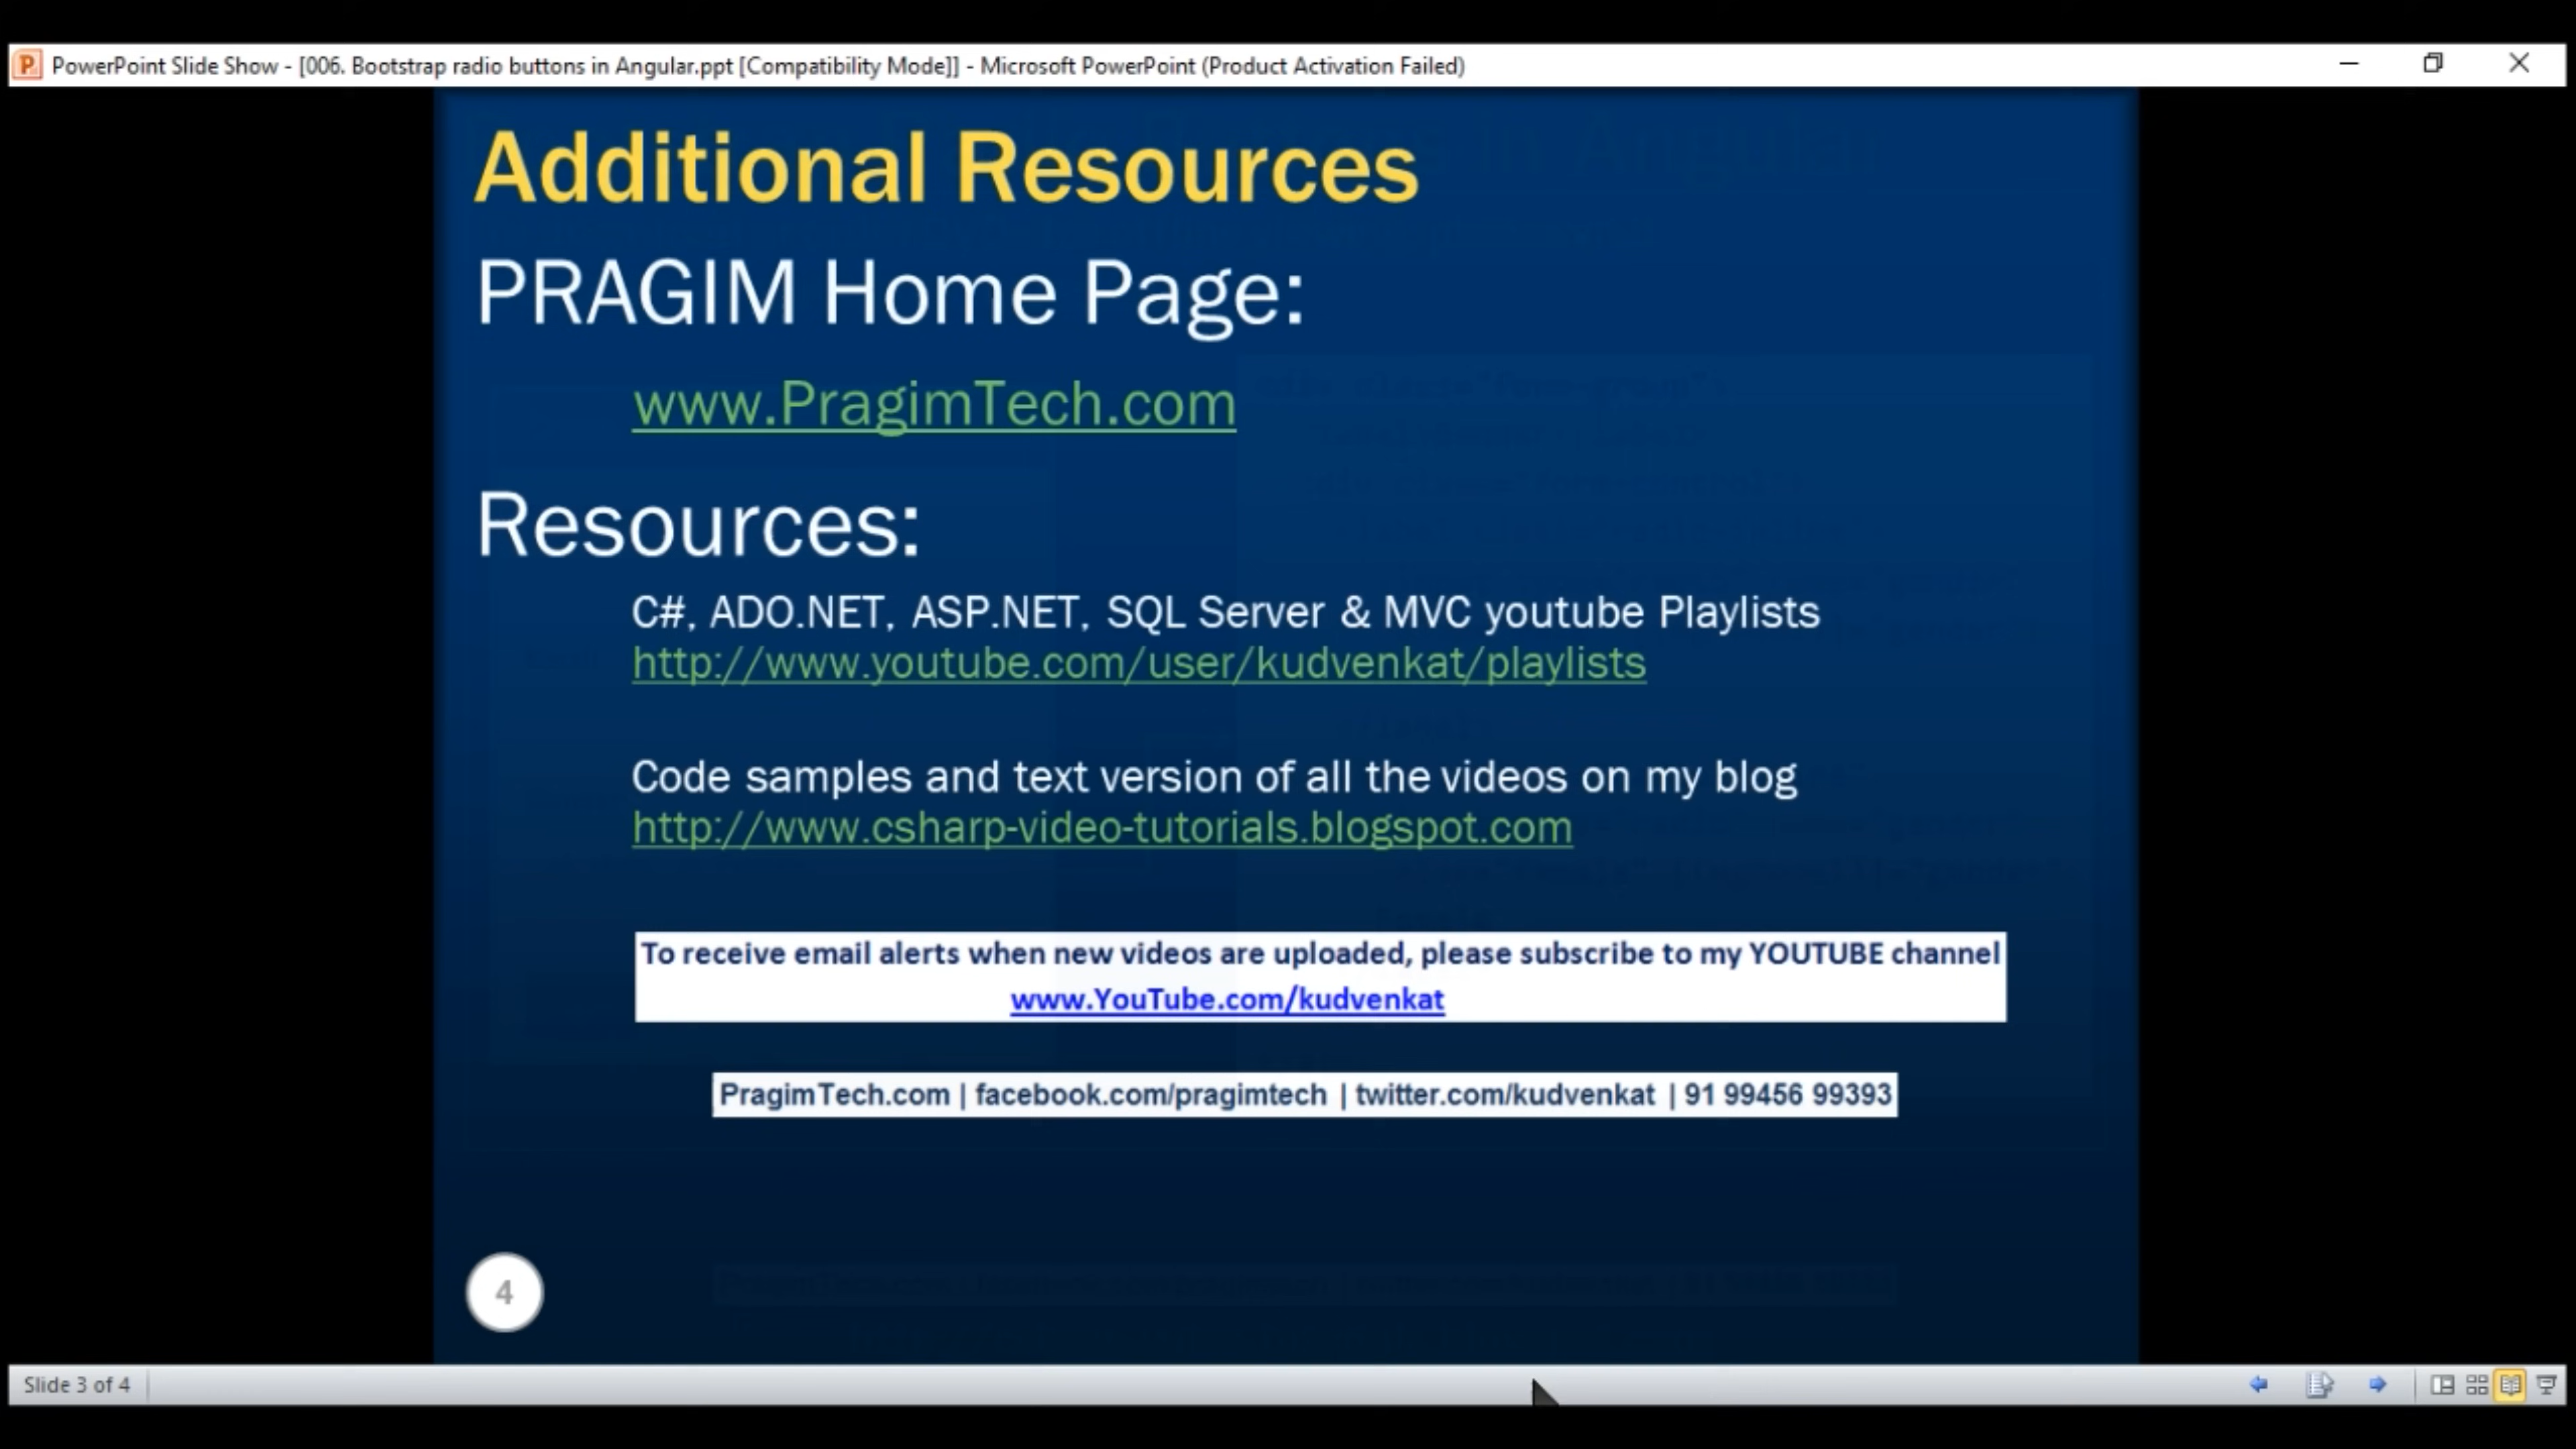 PowerPoint Slide Show - [006. Bootstrap radio buttons in Angular.ppt [Compatibility Mode]] - Microsoft PowerPoint (Product Activation Failed)
Additional Resources
PRAGIM Home Page:
www.PragimTech.com
Resources:
C#, ADO.NET, ASP.NET, SQL Server & MVC youtube Playlists
http://www.youtube.com/user/kudvenkat/playlists
Code samples and text version of all the videos on my blog
http://www.csharp-video-tutorials.blogspot.com
To receive email alerts when new videos are uploaded, please subscribe to my YOUTUBE channel
www.YouTube.com/kudvenkat
PragimTech.com | facebook.com/pragimtech | twitter.com/kudvenkat | 91 99456 99393
4
Slide 3 of 4